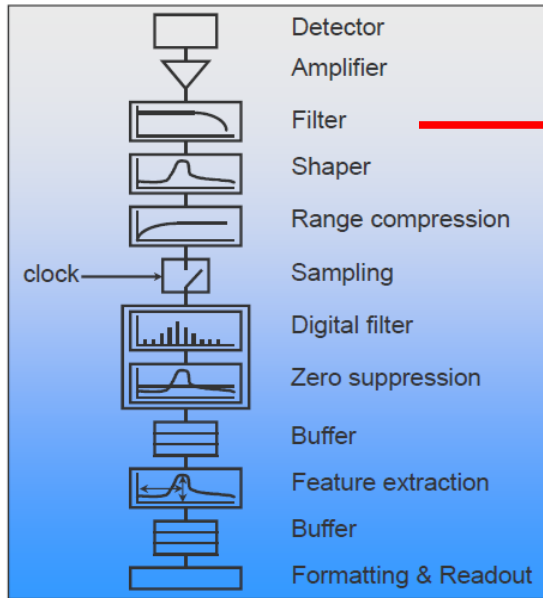 Detector
Amplifier
Filter
Shaper
Range compression
clock
Sampling
Digital filter
Zero suppression
Buffer
Feature extraction
Buffer
Formatting & Readout